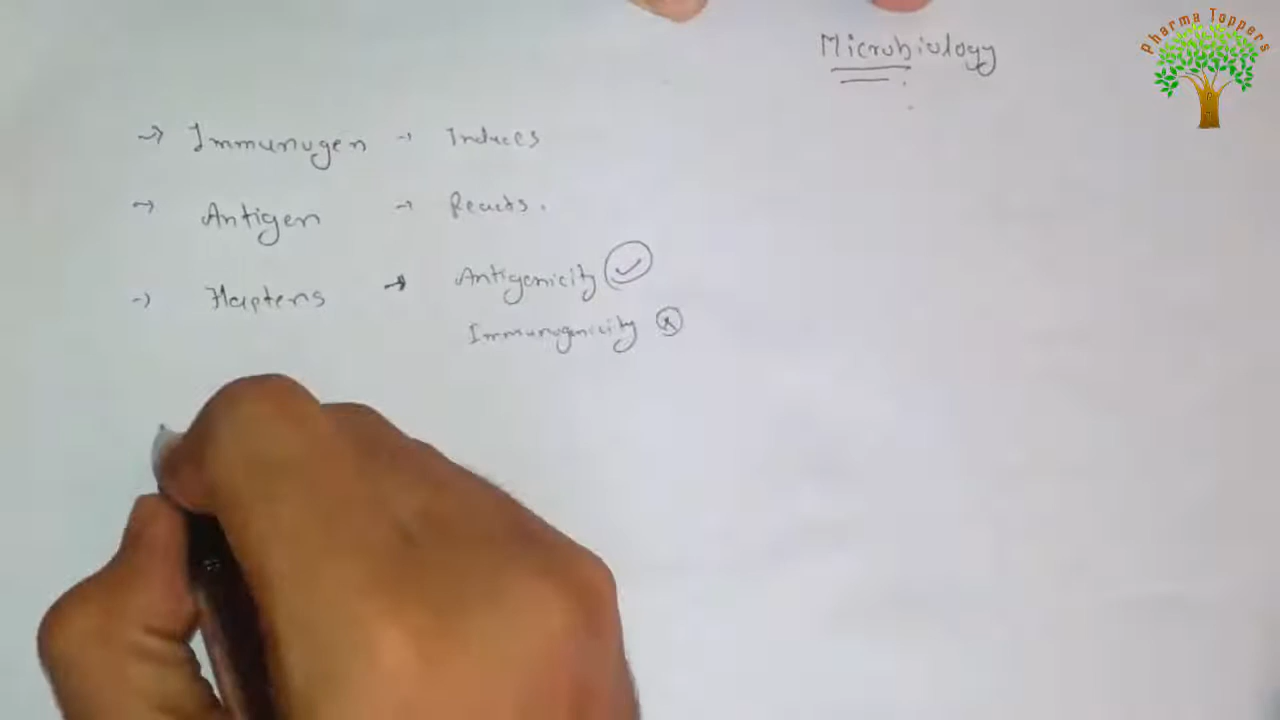 Microbiology
Pharma Toppers
→ Immunogen → Induces
→ Antigen → Reacts.
→ Haptens → Antigenicity ✓
Immunogenicity x